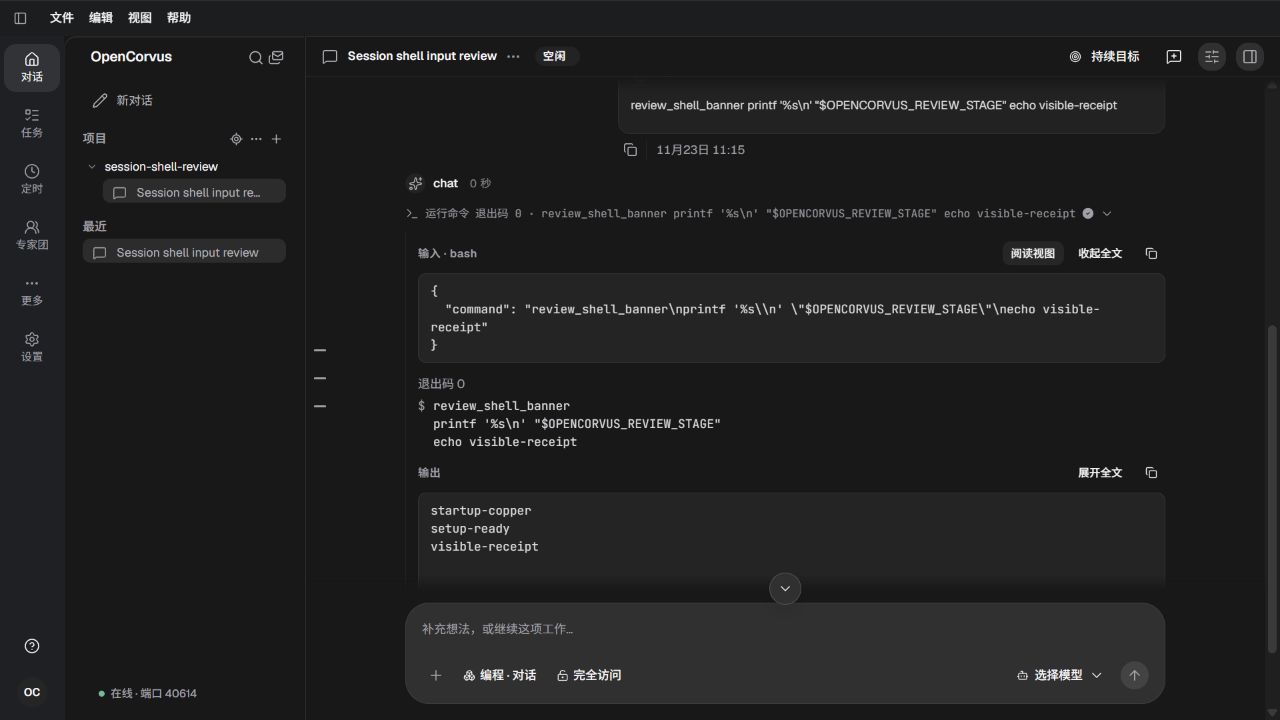 文件 编辑 视图 帮助
对话
任务
定时
专家团
更多
设置
OC
OpenCorvus
新对话
项目
session-shell-review
Session shell input re...
最近
Session shell input review
在线 · 端口 40614
Session shell input review
空闲
持续目标
review_shell_banner printf '%s\n' "$OPENCORVUS_REVIEW_STAGE" echo visible-receipt
11月23日 11:15
chat 0 秒
运行命令 退出码 0 · review_shell_banner printf '%s\n' "$OPENCORVUS_REVIEW_STAGE" echo visible-receipt
输入 · bash 阅读视图 收起全文
{
"command": "review_shell_banner\nprintf '%s\\n' \"$OPENCORVUS_REVIEW_STAGE\"\necho visible-
receipt"
}
退出码 0
$ review_shell_banner
printf '%s\n' "$OPENCORVUS_REVIEW_STAGE"
echo visible-receipt
输出 展开全文
startup-copper
setup-ready
visible-receipt
补充想法，或继续这项工作...
编程 · 对话 完全访问 选择模型